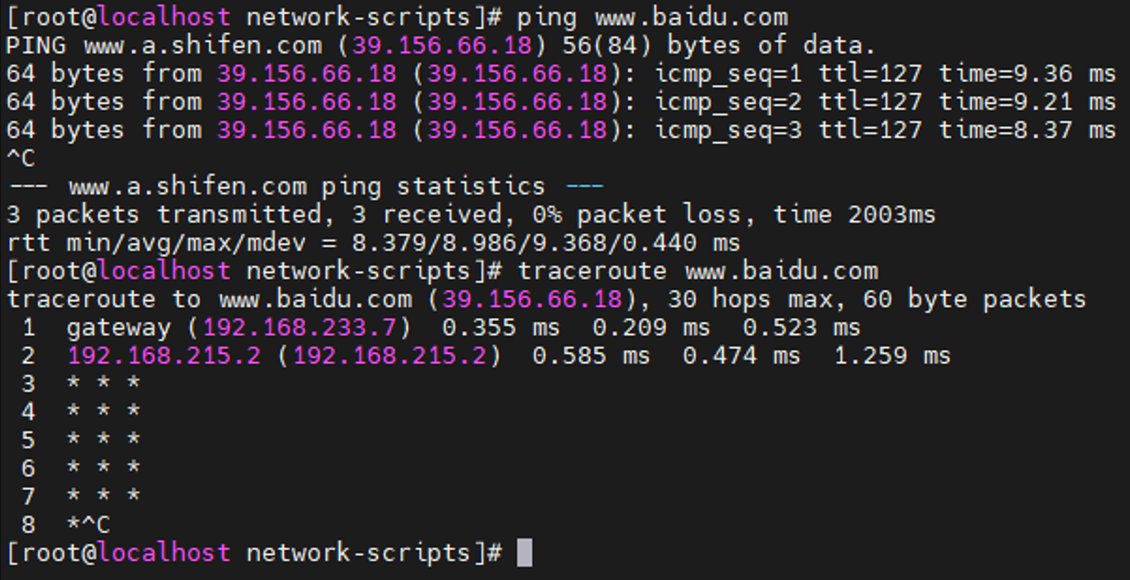 [root@localhost network-scripts]# ping www.baidu.com
PING www.a.shifen.com (39.156.66.18) 56(84) bytes of data.
64 bytes from 39.156.66.18 (39.156.66.18): icmp_seq=1 ttl=127 time=9.36 ms
64 bytes from 39.156.66.18 (39.156.66.18): icmp_seq=2 ttl=127 time=9.21 ms
64 bytes from 39.156.66.18 (39.156.66.18): icmp_seq=3 ttl=127 time=8.37 ms
^C
--- www.a.shifen.com ping statistics ---
3 packets transmitted, 3 received, 0% packet loss, time 2003ms
rtt min/avg/max/mdev = 8.379/8.986/9.368/0.440 ms
[root@localhost network-scripts]# traceroute www.baidu.com
traceroute to www.baidu.com (39.156.66.18), 30 hops max, 60 byte packets
 1  gateway (192.168.233.7)  0.355 ms  0.209 ms  0.523 ms
 2  192.168.215.2 (192.168.215.2)  0.585 ms  0.474 ms  1.259 ms
 3  * * *
 4  * * *
 5  * * *
 6  * * *
 7  * * *
 8  *^C
[root@localhost network-scripts]#